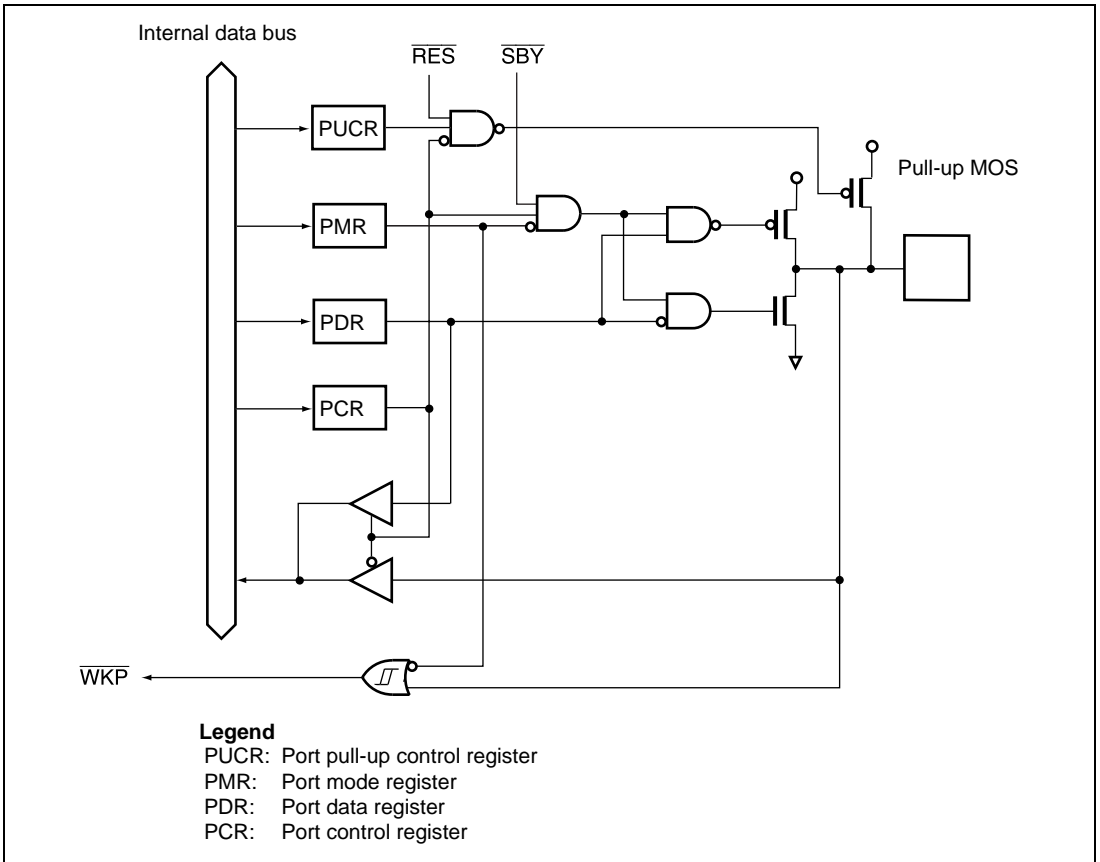 Internal data bus
RES
SBY
PUCR
Pull-up MOS
PMR
PDR
PCR
WKP
Legend
PUCR: Port pull-up control register
PMR: Port mode register
PDR: Port data register
PCR: Port control register